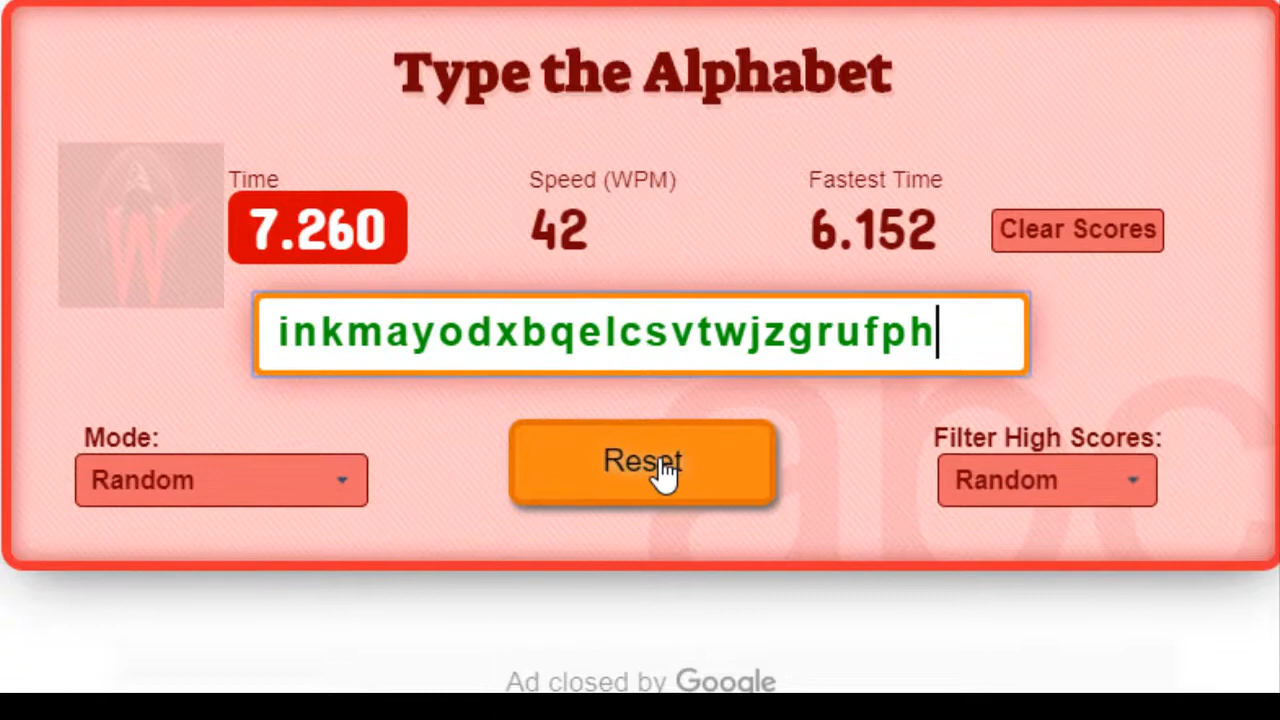 Type the Alphabet
Time
Speed (WPM)
Fastest Time
7.260
42
6.152
Clear Scores
inkmayodxbqelcsvtwjzgrufph
Mode:
Filter High Scores:
Random
Reset
Random
abc
Ad closed by Google
W